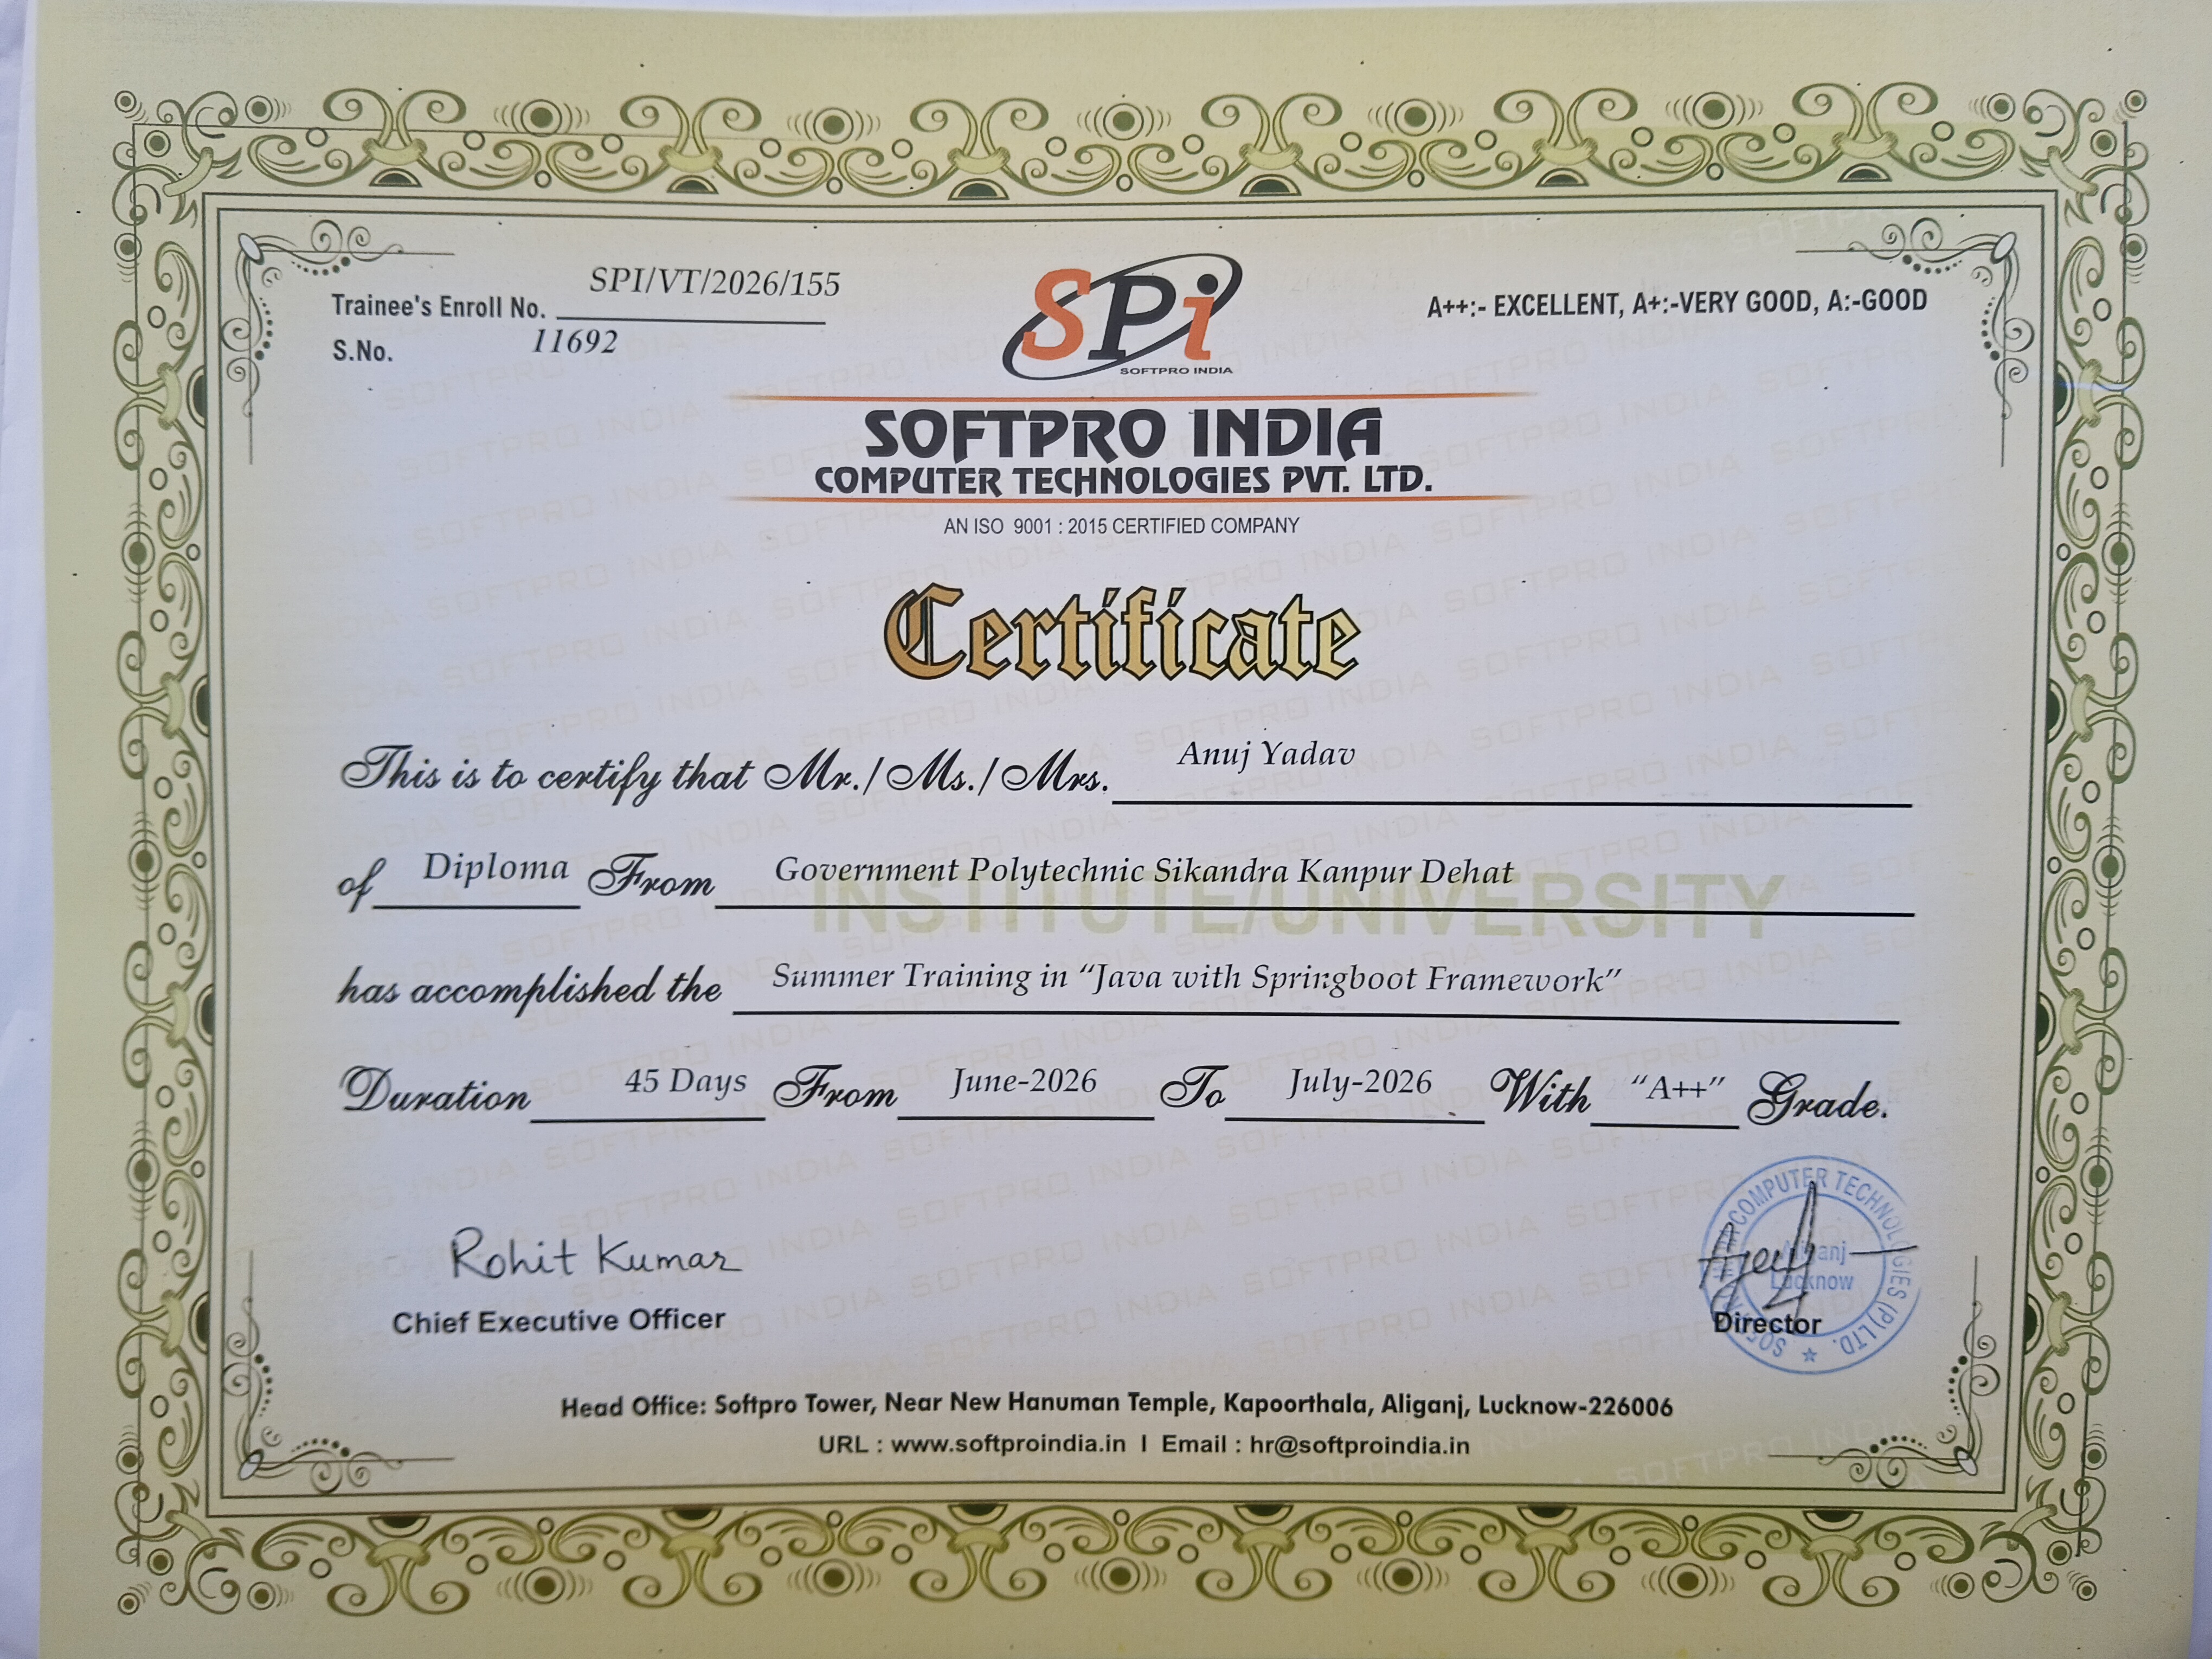 Trainee's Enroll No. SPI/VT/2026/155
S.No. 11692
SPi
SOFTPRO INDIA
A++:- EXCELLENT, A+:-VERY GOOD, A:-GOOD
SOFTPRO INDIA
COMPUTER TECHNOLOGIES PVT. LTD.
AN ISO 9001 : 2015 CERTIFIED COMPANY
Certificate
This is to certify that Mr./Ms./Mrs. Anuj Yadav
of Diploma From Government Polytechnic Sikandra Kanpur Dehat
INSTITUTE/UNIVERSITY
has accomplished the Summer Training in “Java with Springboot Framework”
Duration 45 Days From June-2026 To July-2026 With “A++” Grade.
Rohit Kumar
Chief Executive Officer
COMPUTER TECHNOLOGIES (P) LTD.
Aliganj
Lucknow
Director
Head Office: Softpro Tower, Near New Hanuman Temple, Kapoorthala, Aliganj, Lucknow-226006
URL : www.softproindia.in I Email : hr@softproindia.in